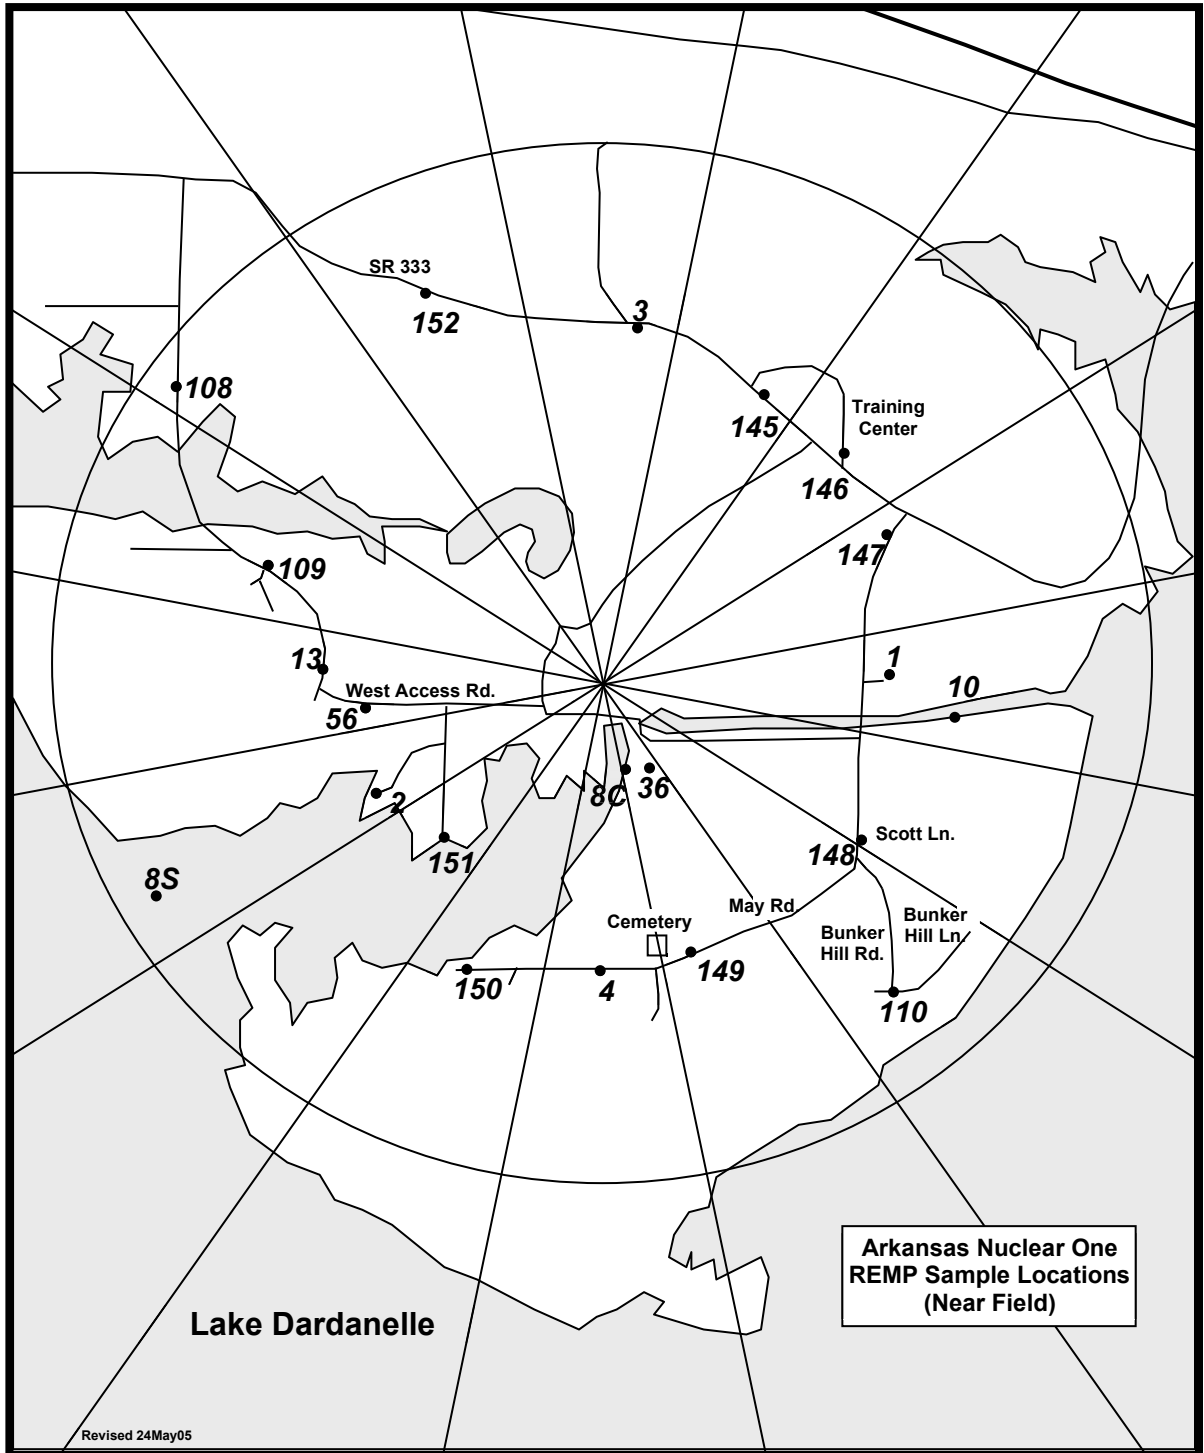 SR 333
152
3
108
145
Training
Center
146
147
109
13
1
West Access Rd.
10
56
8C
36
2
151
148
Scott Ln.
8S
May Rd.
Cemetery
Bunker
Hill Rd.
Bunker
Hill Ln.
149
150
4
110
Arkansas Nuclear One
REMP Sample Locations
(Near Field)
Lake Dardanelle
Revised 24May05